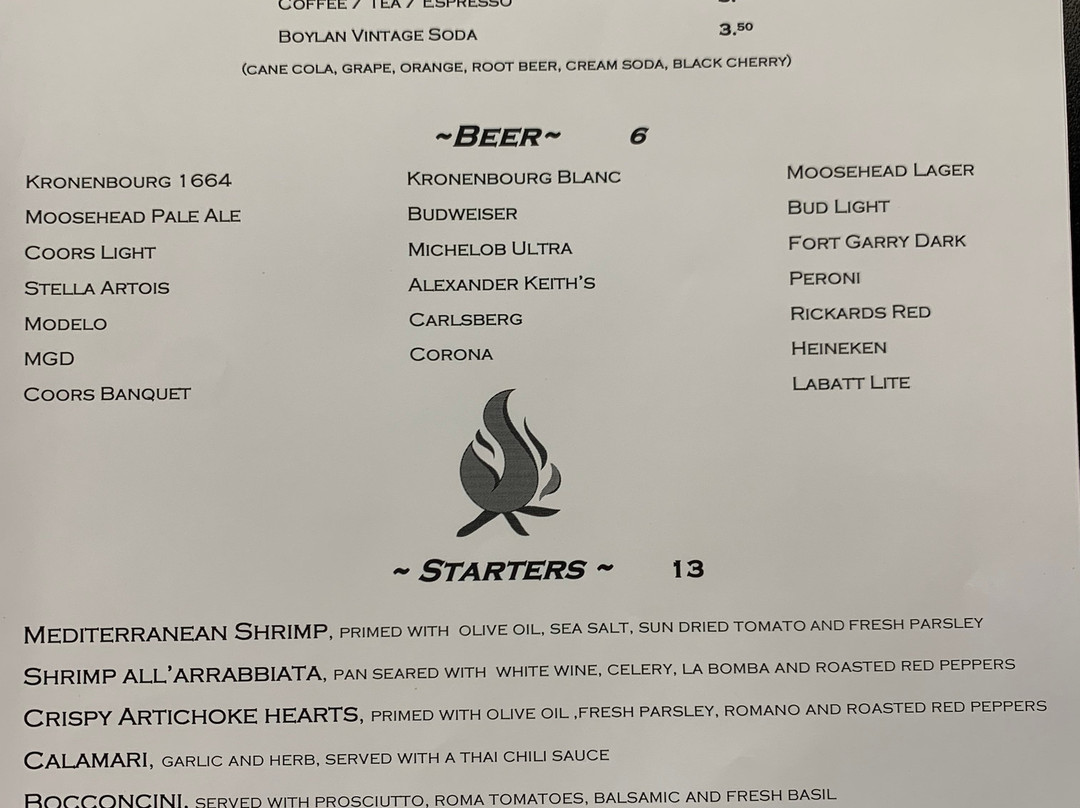 COFFEE / TEA / ESPRESSO
BOYLAN VINTAGE SODA 3.50
(CANE COLA, GRAPE, ORANGE, ROOT BEER, CREAM SODA, BLACK CHERRY)
~BEER~ 6
KRONENBOURG 1664 KRONENBOURG BLANC MOOSEHEAD LAGER
MOOSEHEAD PALE ALE BUDWEISER BUD LIGHT
COORS LIGHT MICHELOB ULTRA FORT GARRY DARK
STELLA ARTOIS ALEXANDER KEITH'S PERONI
MODELO CARLSBERG RICKARDS RED
MGD CORONA HEINEKEN
COORS BANQUET LABATT LITE
~ STARTERS ~ 13
MEDITERRANEAN SHRIMP, PRIMED WITH OLIVE OIL, SEA SALT, SUN DRIED TOMATO AND FRESH PARSLEY
SHRIMP ALL'ARRABBIATA, PAN SEARED WITH WHITE WINE, CELERY, LA BOMBA AND ROASTED RED PEPPERS
CRISPY ARTICHOKE HEARTS, PRIMED WITH OLIVE OIL ,FRESH PARSLEY, ROMANO AND ROASTED RED PEPPERS
CALAMARI, GARLIC AND HERB, SERVED WITH A THAI CHILI SAUCE
BOCCONCINI, SERVED WITH PROSCIUTTO, ROMA TOMATOES, BALSAMIC AND FRESH BASIL